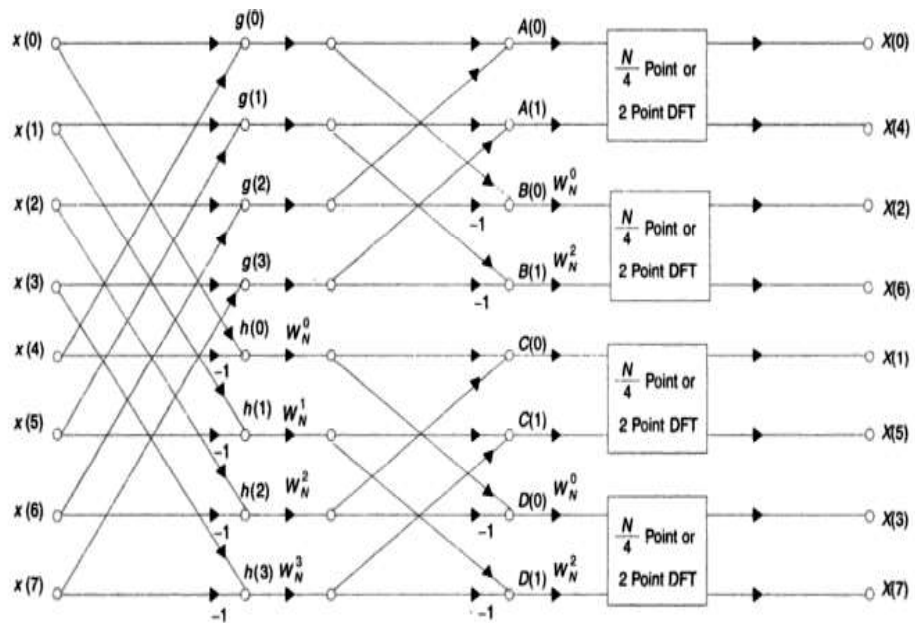 g(0) A(0)
x(0) X(0)
N/4 Point or
2 Point DFT
g(1) A(1)
x(1) X(4)
g(2) B(0) W_N^0
x(2) -1 X(2)
N/4 Point or
2 Point DFT
g(3) B(1) W_N^2
x(3) -1 X(6)
h(0) W_N^0 C(0)
x(4) -1 X(1)
N/4 Point or
2 Point DFT
h(1) W_N^1 C(1)
x(5) -1 X(5)
h(2) W_N^2 D(0) W_N^0
x(6) -1 -1 X(3)
N/4 Point or
2 Point DFT
h(3) W_N^3 D(1) W_N^2
x(7) -1 -1 X(7)